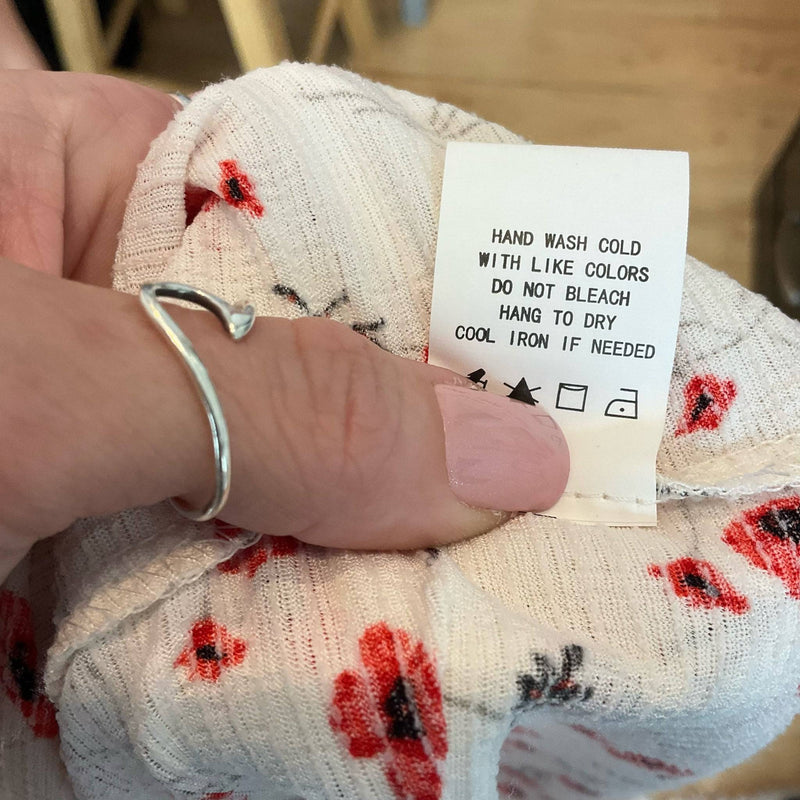 HAND WASH COLD
WITH LIKE COLORS
DO NOT BLEACH
HANG TO DRY
COOL IRON IF NEEDED